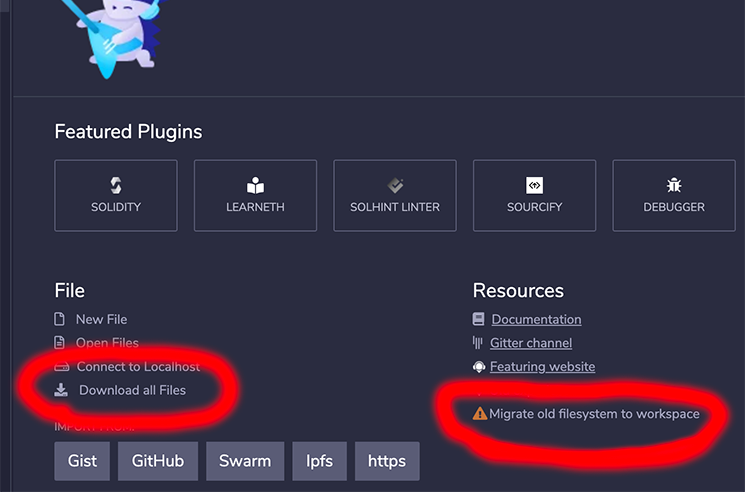 Featured Plugins
SOLIDITY
LEARNETH
SOLHINT LINTER
SOURCIFY
DEBUGGER
File
New File
Open Files
Connect to Localhost
Download all Files
IMPORT FROM:
Gist
GitHub
Swarm
Ipfs
https
Resources
Documentation
Gitter channel
Featuring website
Migrate old filesystem to workspace